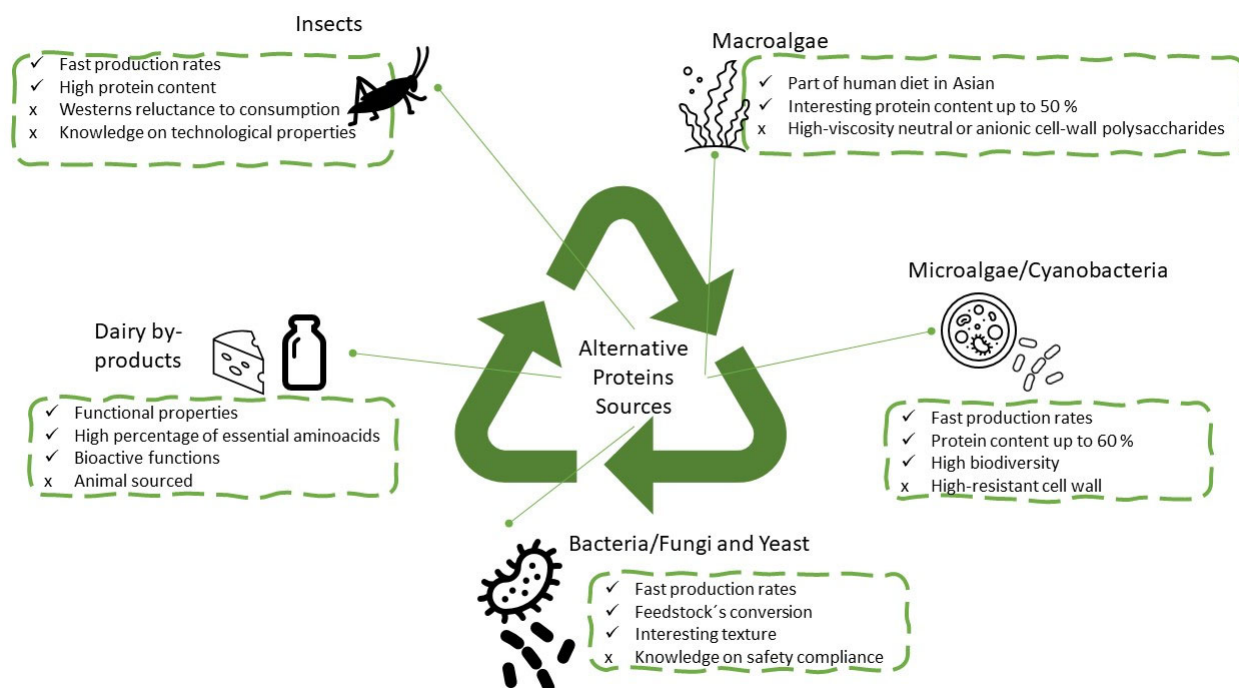 Insects
✓ Fast production rates
✓ High protein content
x Westerns reluctance to consumption
x Knowledge on technological properties
Macroalgae
✓ Part of human diet in Asian
✓ Interesting protein content up to 50 %
x High-viscosity neutral or anionic cell-wall polysaccharides
Microalgae/Cyanobacteria
✓ Fast production rates
✓ Protein content up to 60 %
✓ High biodiversity
x High-resistant cell wall
Dairy by-
products
✓ Functional properties
✓ High percentage of essential aminoacids
✓ Bioactive functions
x Animal sourced
Alternative
Proteins
Sources
Bacteria/Fungi and Yeast
✓ Fast production rates
✓ Feedstock´s conversion
✓ Interesting texture
x Knowledge on safety compliance